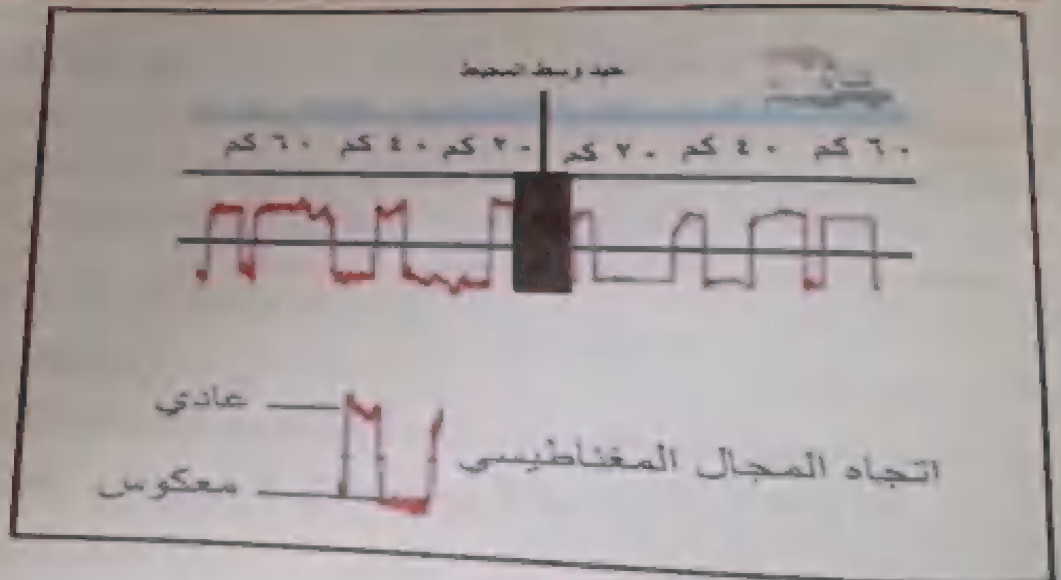 حيد وسط المحيط
٦٠ كم ٤٠ كم ٢٠ كم ٢٠ كم ٤٠ كم ٦٠ كم
عادي
اتجاه المجال المغناطيسي
معكوس